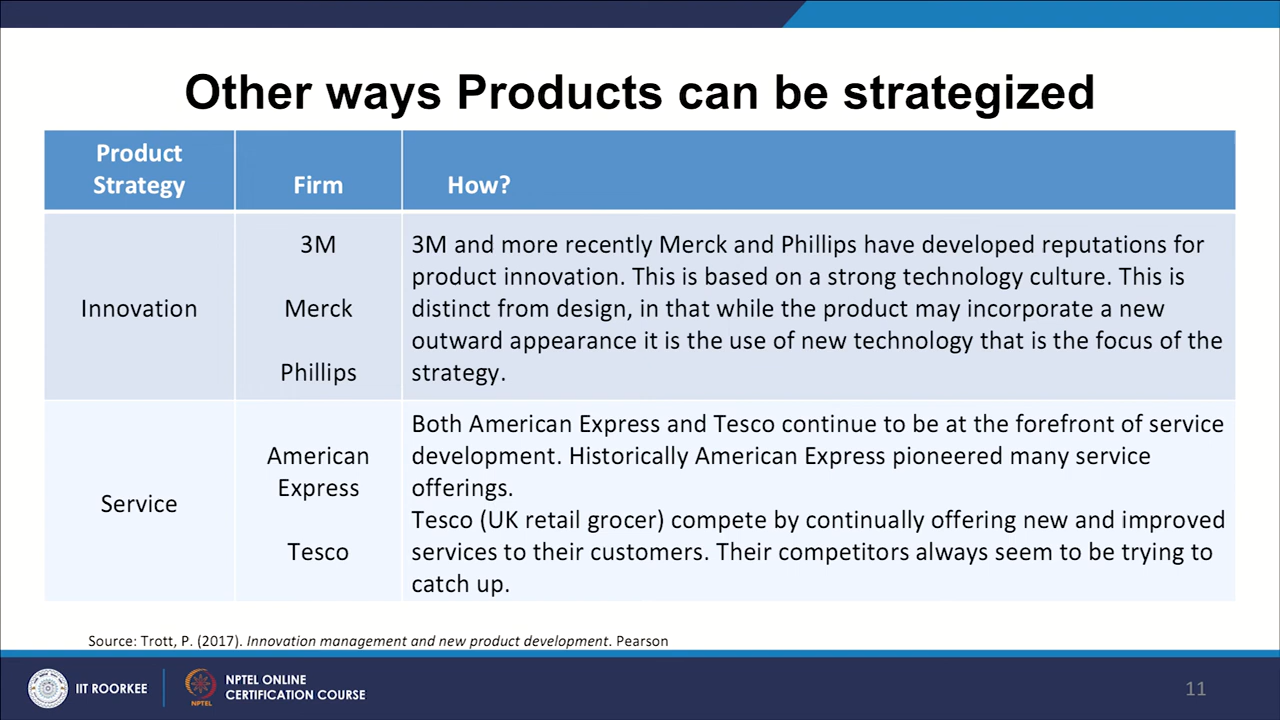 Other ways Products can be strategized
Product
Strategy
Firm
How?
Innovation
3M
Merck
Phillips
3M and more recently Merck and Phillips have developed reputations for
product innovation. This is based on a strong technology culture. This is
distinct from design, in that while the product may incorporate a new
outward appearance it is the use of new technology that is the focus of the
strategy.
Service
American
Express
Tesco
Both American Express and Tesco continue to be at the forefront of service
development. Historically American Express pioneered many service
offerings.
Tesco (UK retail grocer) compete by continually offering new and improved
services to their customers. Their competitors always seem to be trying to
catch up.
Source: Trott, P. (2017). Innovation management and new product development. Pearson
IIT ROORKEE
NPTEL
NPTEL ONLINE
CERTIFICATION COURSE
11